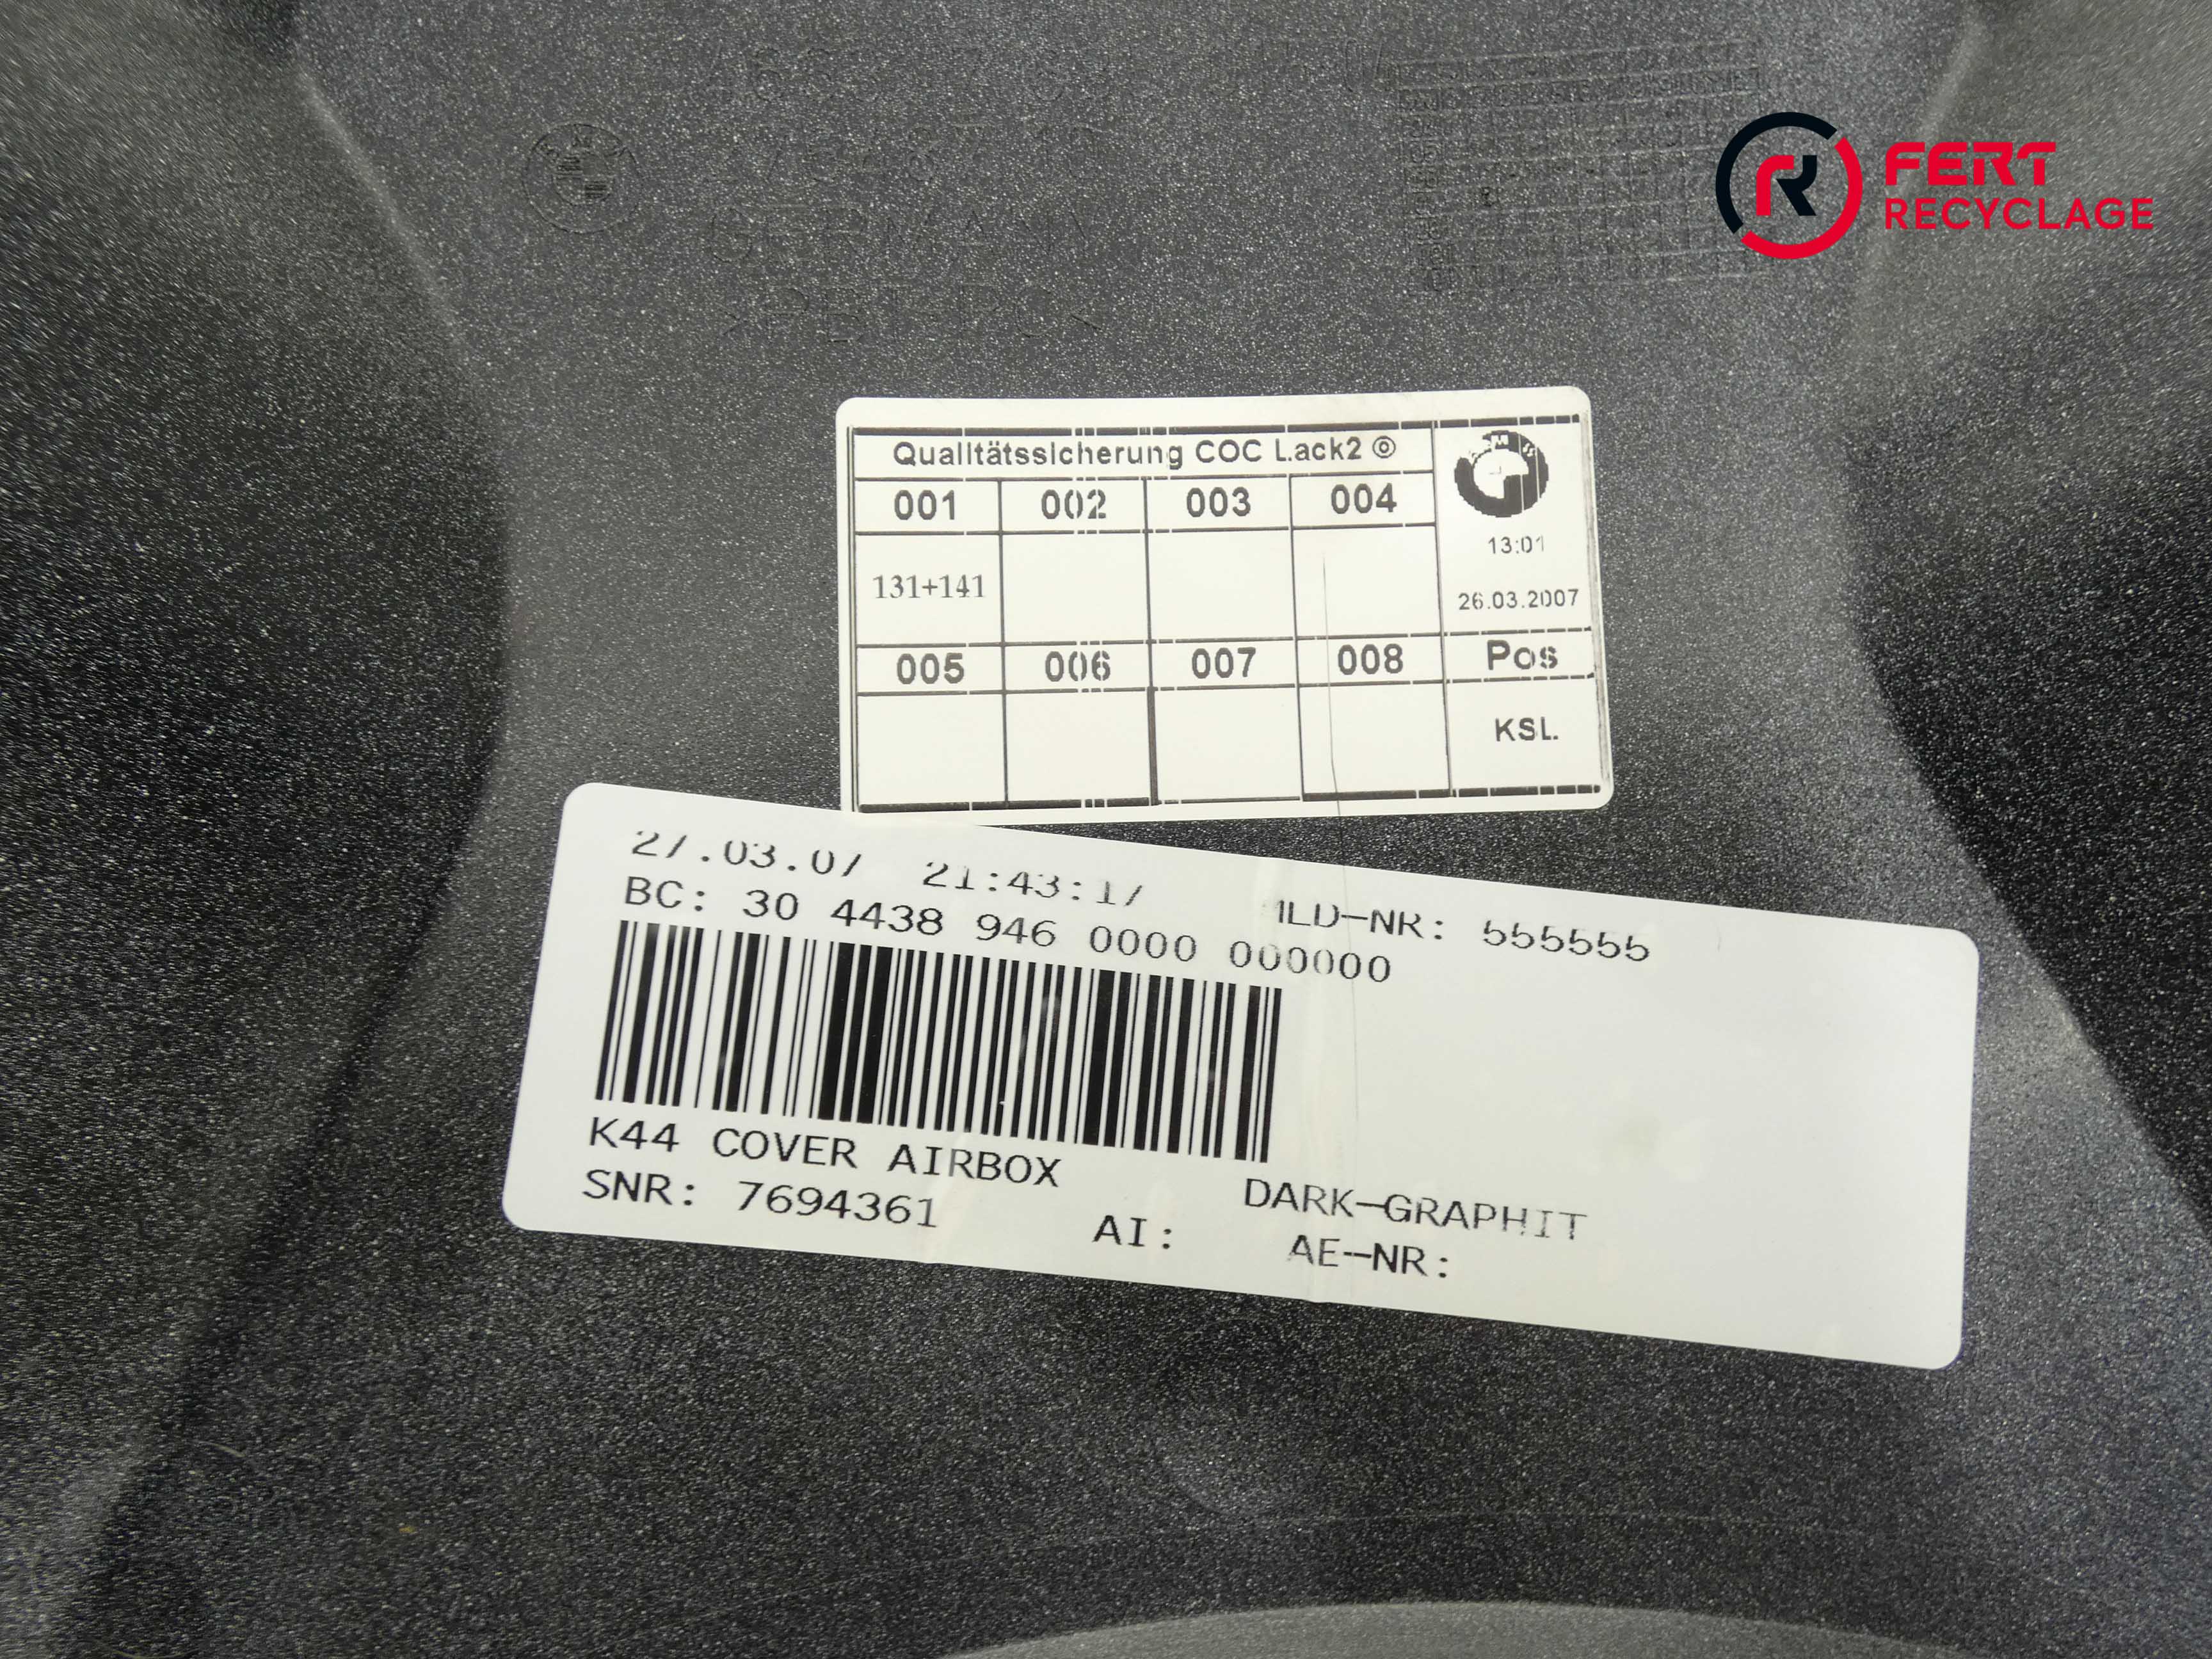 FERT
RECYCLAGE
GERMANY
Qualitätssicherung COC Lack2 ©
001 002 003 004
13:01
131+141
26.03.2007
005 006 007 008 Pos
KSL
27.03.07 21:43:17 MLD-NR: 555555
BC: 30 4438 946 0000 000000
K44 COVER AIRBOX DARK-GRAPHIT
SNR: 7694361 AI: AE-NR: